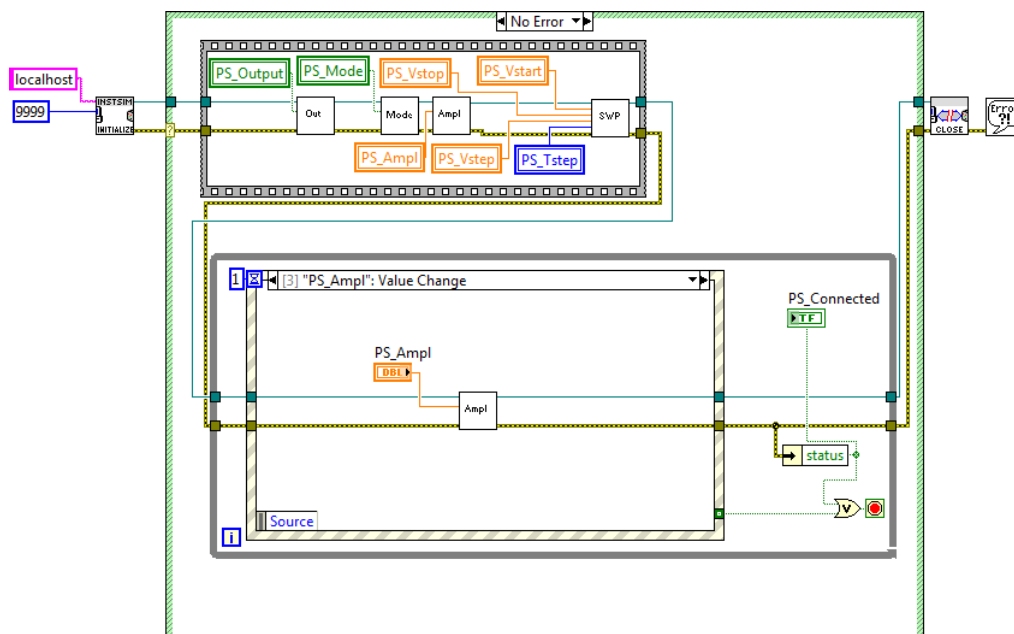 No Error
localhost
9999
INSTSIM
INITIALIZE
?
PS_Output
PS_Mode
PS_Vstop
PS_Vstart
Out
Mode
Ampl
SWP
PS_Ampl
PS_Vstep
PS_Tstep
CLOSE
?!
1
[3] "PS_Ampl": Value Change
PS_Connected
TF
PS_Ampl
DBL
Ampl
status
V
Source
i